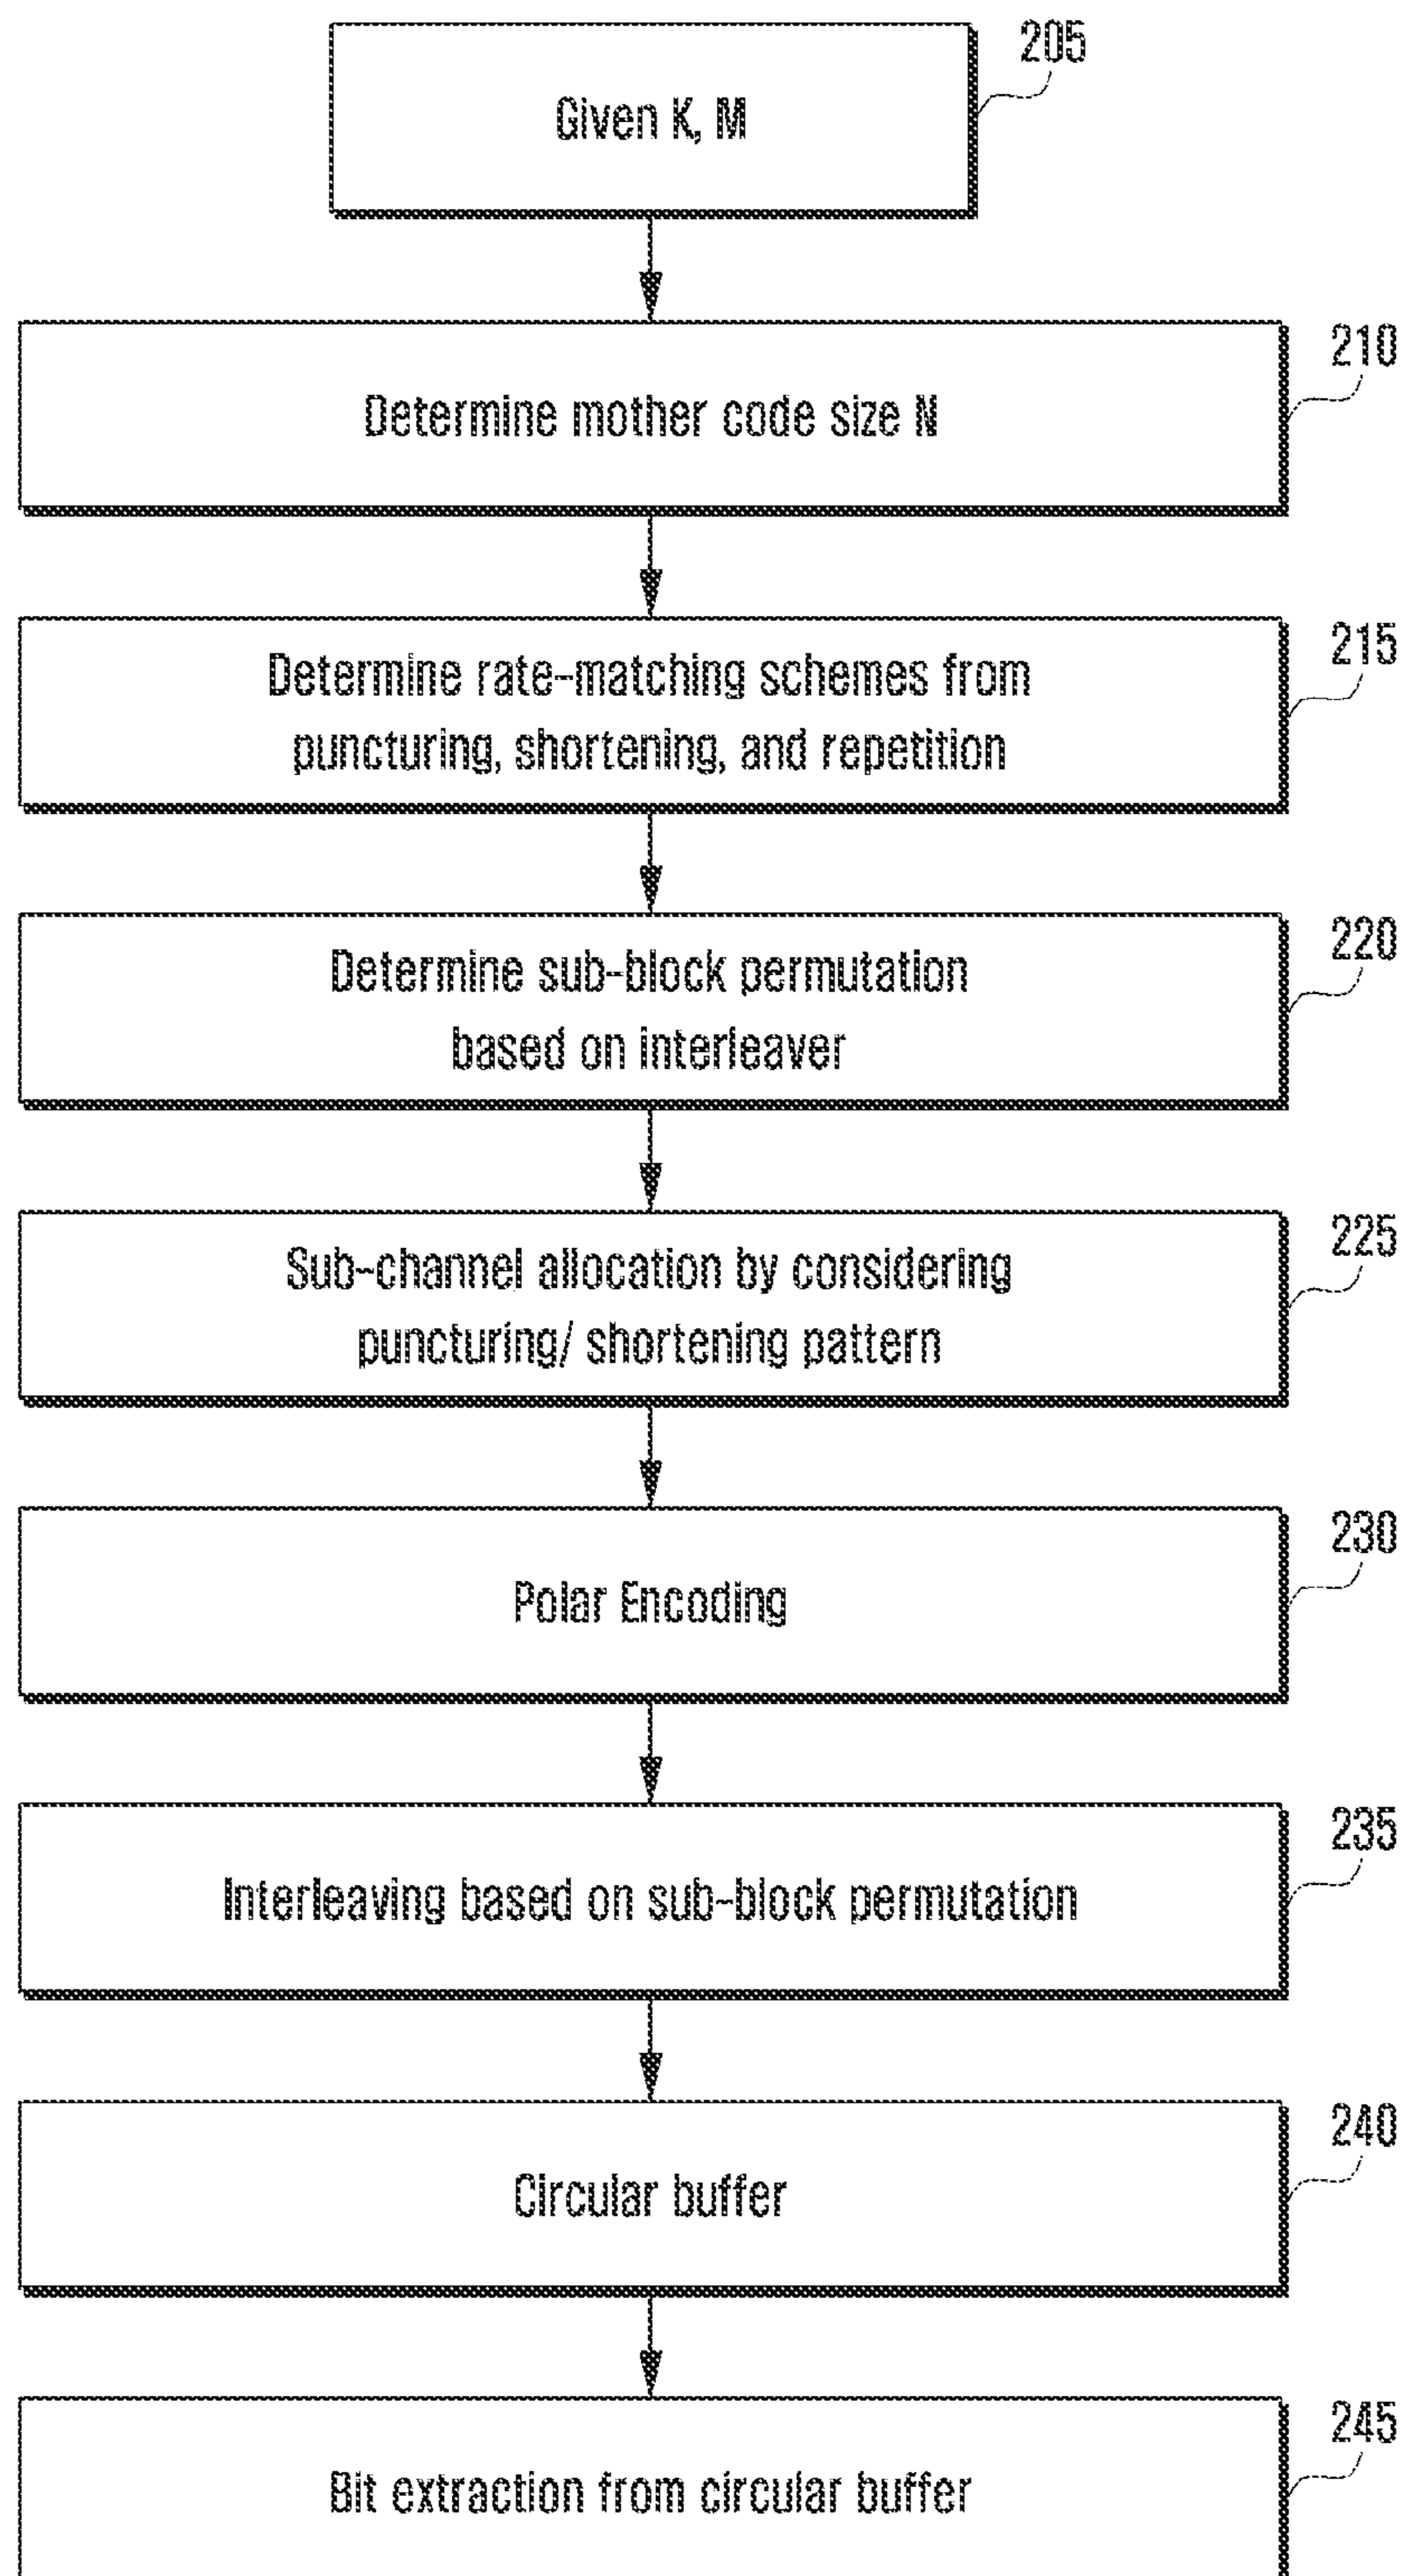 205
Given K, M
210
Determine mother code size N
215
Determine rate-matching schemes from
puncturing, shortening, and repetition
220
Determine sub-block permutation
based on interleaver
225
Sub-channel allocation by considering
puncturing/ shortening pattern
230
Polar Encoding
235
Interleaving based on sub-block permutation
240
Circular buffer
245
Bit extraction from circular buffer